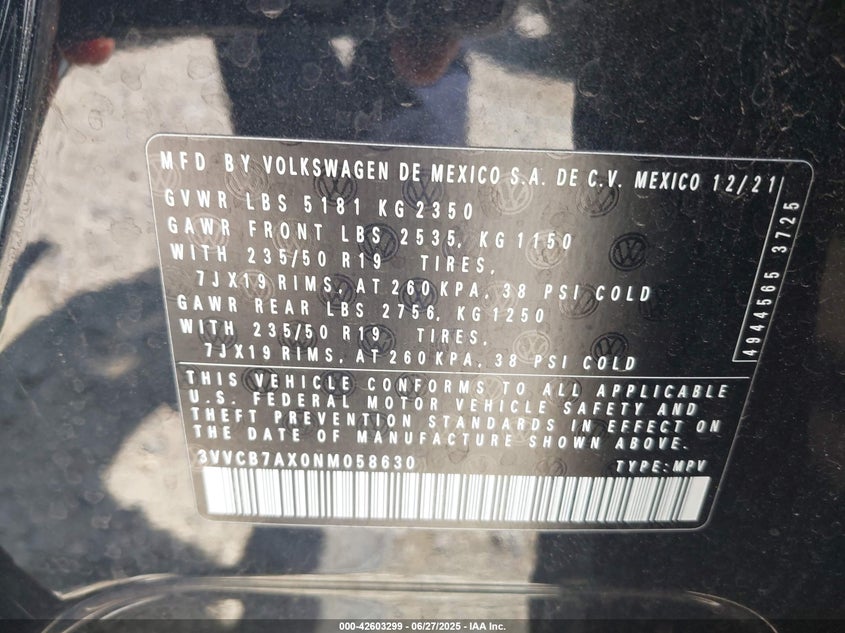 MFD BY VOLKSWAGEN DE MEXICO S.A. DE C.V. MEXICO 12/21
GVWR LBS 5181 KG 2350
GAWR FRONT LBS 2535, KG 1150
WITH 235/50 R19 TIRES,
7JX19 RIMS, AT 260 KPA, 38 PSI COLD
GAWR REAR LBS 2756, KG 1250
WITH 235/50 R19 TIRES,
7JX19 RIMS, AT 260 KPA, 38 PSI COLD
4944565 3725
THIS VEHICLE CONFORMS TO ALL APPLICABLE
U.S. FEDERAL MOTOR VEHICLE SAFETY AND
THEFT PREVENTION STANDARDS IN EFFECT ON
THE DATE OF MANUFACTURE SHOWN ABOVE.
3VVCB7AX0NM058630 TYPE: MPV
000-42603299 - 06/27/2025 - IAA Inc.